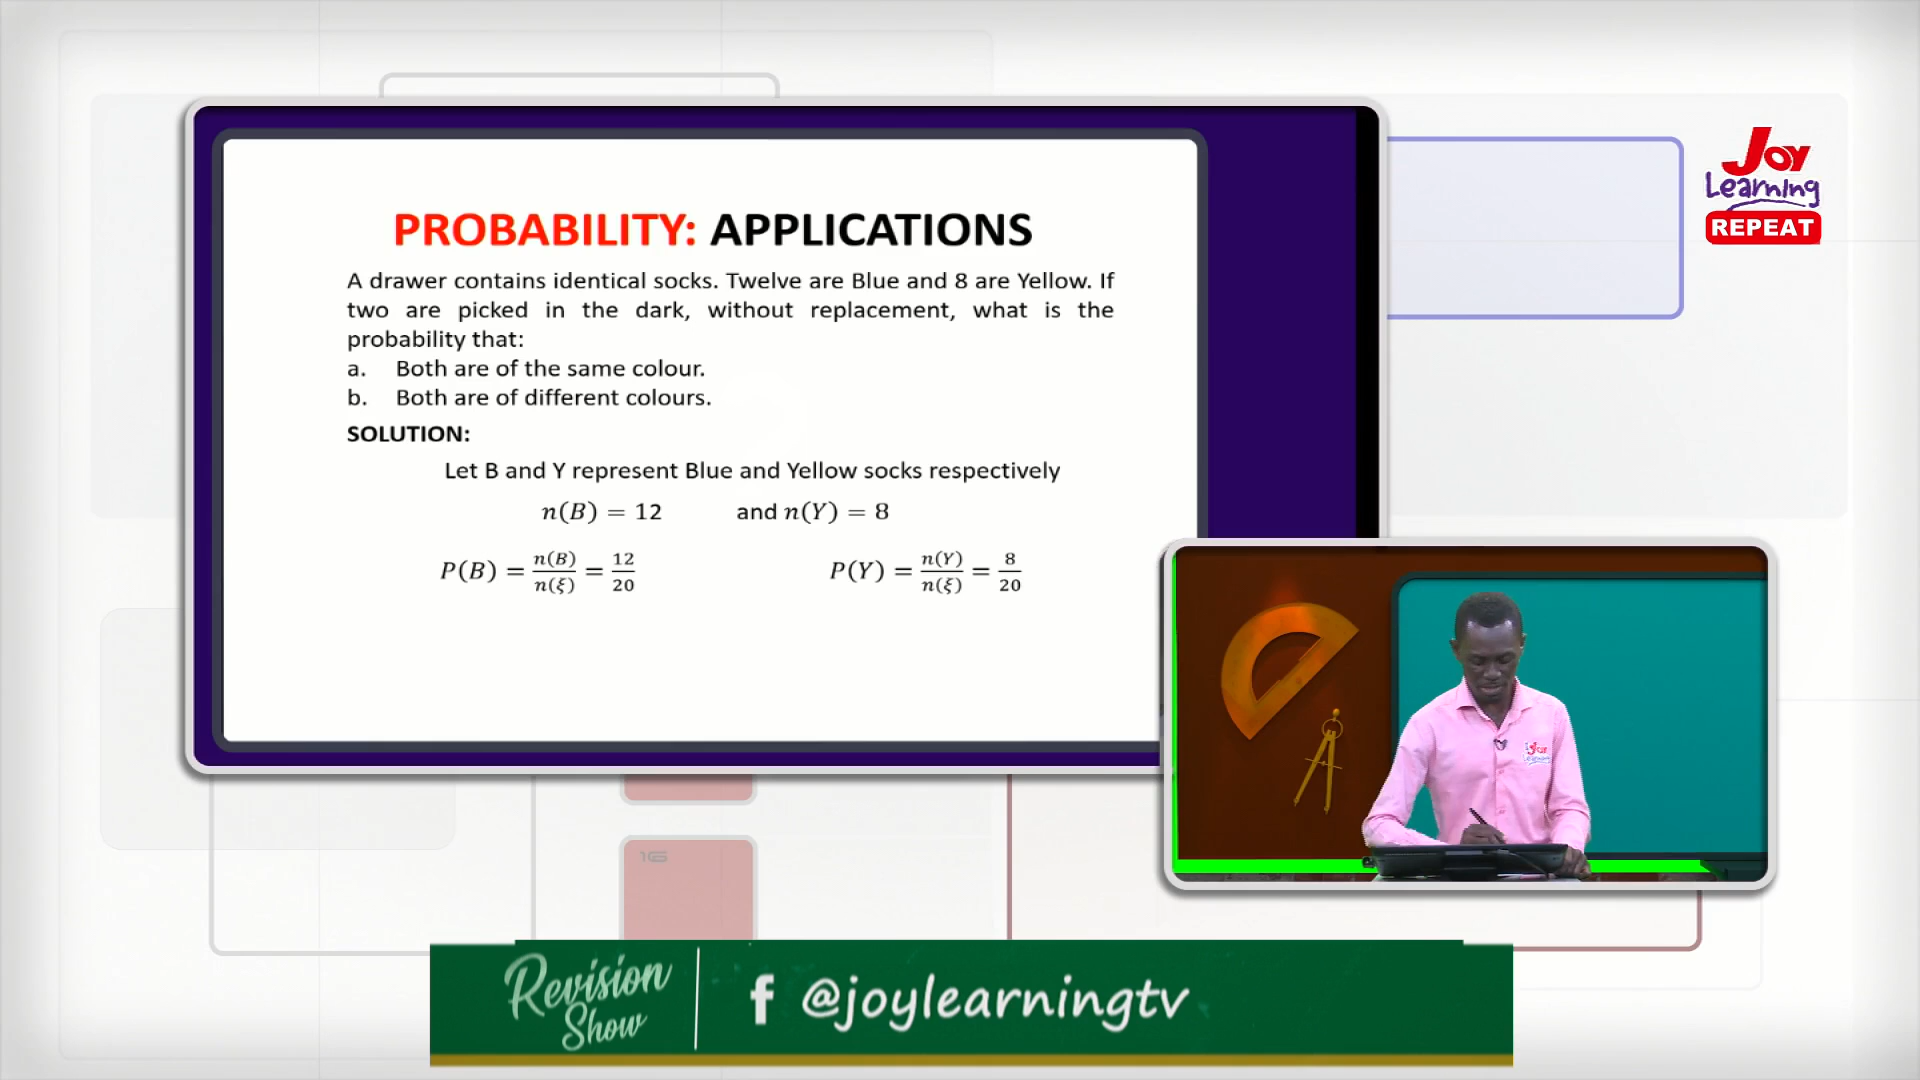 PROBABILITY: APPLICATIONS
A drawer contains identical socks. Twelve are Blue and 8 are Yellow. If
two are picked in the dark, without replacement, what is the
probability that:
a. Both are of the same colour.
b. Both are of different colours.
SOLUTION:
Let B and Y represent Blue and Yellow socks respectively
n(B) = 12 and n(Y) = 8
P(B) = n(B)/n(ξ) = 12/20 P(Y) = n(Y)/n(ξ) = 8/20
Joy
Learning
REPEAT
Joy
Learning
16
Revision
Show
f @joylearningtv